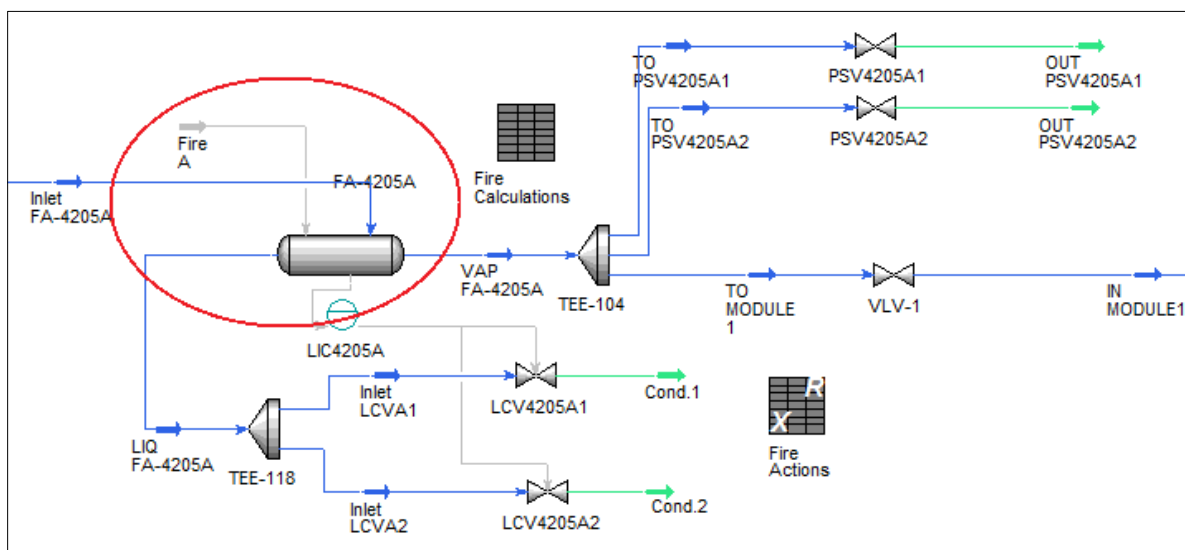 TO
PSV4205A1
PSV4205A1
OUT
PSV4205A1
TO
PSV4205A2
PSV4205A2
OUT
PSV4205A2
Fire
A
Fire
Calculations
Inlet
FA-4205A
FA-4205A
VAP
FA-4205A
TEE-104
TO
MODULE
1
VLV-1
IN
MODULE1
LIC4205A
Inlet
LCVA1
LCV4205A1
Cond.1
X
R
Fire
Actions
LIQ
FA-4205A
TEE-118
Inlet
LCVA2
LCV4205A2
Cond.2